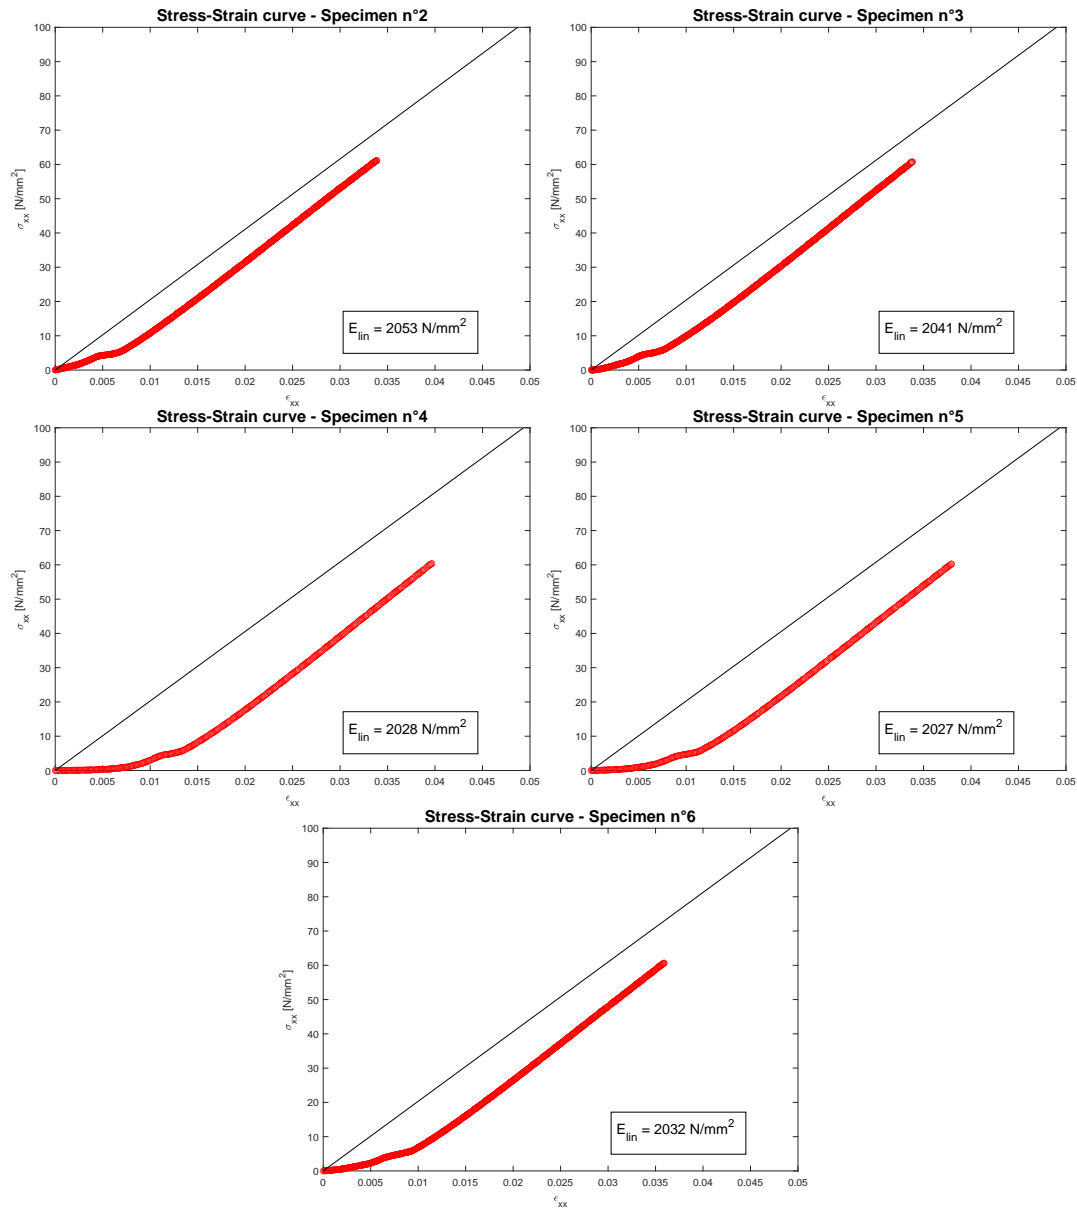 Stress-Strain curve - Specimen n°2
100
90
80
70
60
50
40
30
20
10
0
σxx [N/mm2]
Elin = 2053 N/mm2
0 0.005 0.01 0.015 0.02 0.025 0.03 0.035 0.04 0.045 0.05
ϵxx
Stress-Strain curve - Specimen n°3
100
90
80
70
60
50
40
30
20
10
0
σxx [N/mm2]
Elin = 2041 N/mm2
0 0.005 0.01 0.015 0.02 0.025 0.03 0.035 0.04 0.045 0.05
ϵxx
Stress-Strain curve - Specimen n°4
100
90
80
70
60
50
40
30
20
10
0
σxx [N/mm2]
Elin = 2028 N/mm2
0 0.005 0.01 0.015 0.02 0.025 0.03 0.035 0.04 0.045 0.05
ϵxx
Stress-Strain curve - Specimen n°5
100
90
80
70
60
50
40
30
20
10
0
σxx [N/mm2]
Elin = 2027 N/mm2
0 0.005 0.01 0.015 0.02 0.025 0.03 0.035 0.04 0.045 0.05
ϵxx
Stress-Strain curve - Specimen n°6
100
90
80
70
60
50
40
30
20
10
0
σxx [N/mm2]
Elin = 2032 N/mm2
0 0.005 0.01 0.015 0.02 0.025 0.03 0.035 0.04 0.045 0.05
ϵxx